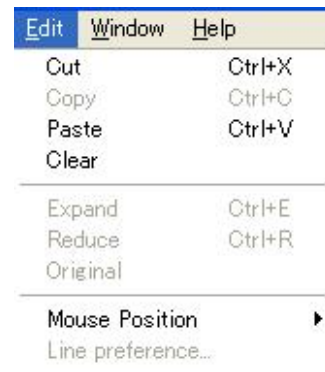 Edit Window Help
Cut Ctrl+X
Copy Ctrl+C
Paste Ctrl+V
Clear
Expand Ctrl+E
Reduce Ctrl+R
Original
Mouse Position
Line preference...